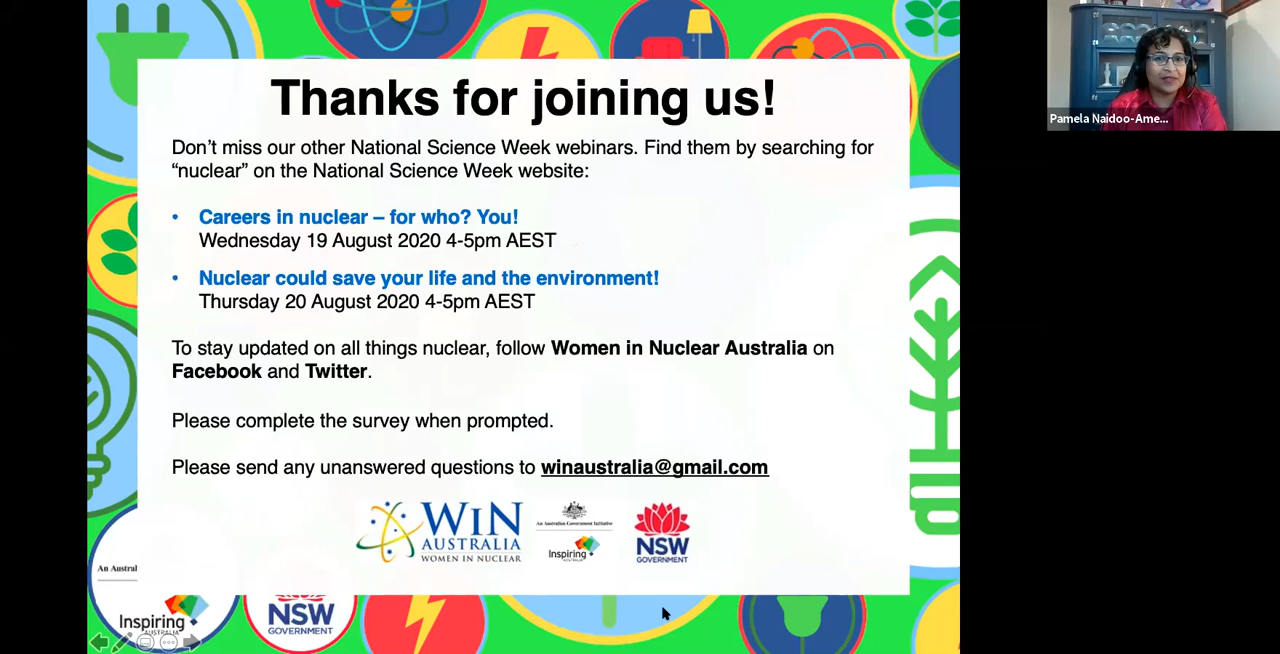 Thanks for joining us!
Don’t miss our other National Science Week webinars. Find them by searching for
“nuclear” on the National Science Week website:
• Careers in nuclear – for who? You!
Wednesday 19 August 2020 4-5pm AEST
• Nuclear could save your life and the environment!
Thursday 20 August 2020 4-5pm AEST
To stay updated on all things nuclear, follow Women in Nuclear Australia on
Facebook and Twitter.
Please complete the survey when prompted.
Please send any unanswered questions to winaustralia@gmail.com
WiN
AUSTRALIA
WOMEN IN NUCLEAR
An Australian Government Initiative
Inspiring
AUSTRALIA
NSW
GOVERNMENT
An Austral
Inspiring
AUSTRALIA
NSW
GOVERNMENT
Pamela Naidoo-Ame...